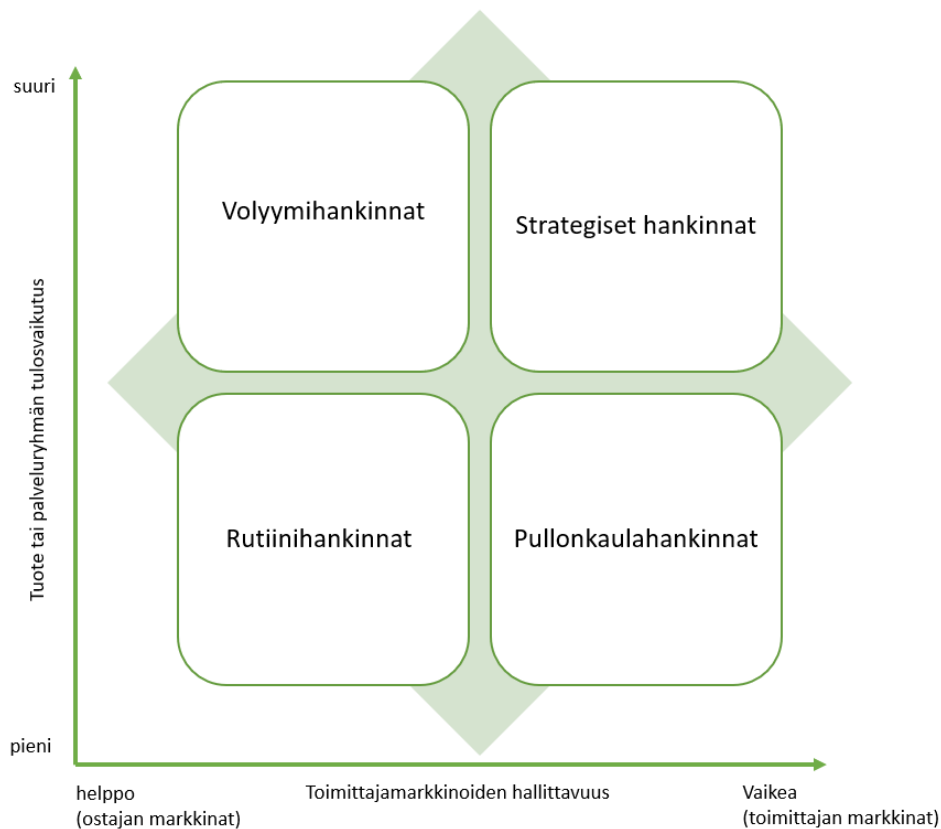 suuri
Volyymihankinnat
Strategiset hankinnat
Tuote tai palveluryhmän tulosvaikutus
Rutiinihankinnat
Pullonkaulahankinnat
pieni
helppo
(ostajan markkinat)
Toimittajamarkkinoiden hallittavuus
Vaikea
(toimittajan markkinat)